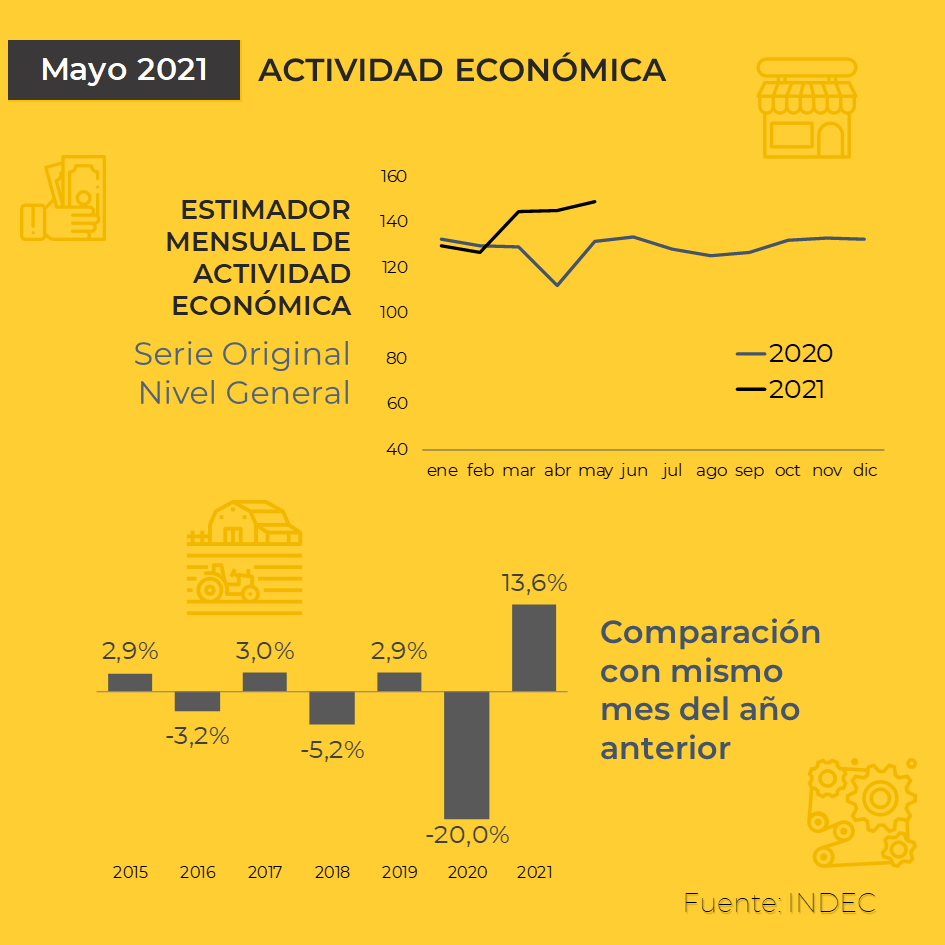 Mayo 2021
ACTIVIDAD ECONÓMICA
ESTIMADOR
MENSUAL DE
ACTIVIDAD
ECONÓMICA
Serie Original
Nivel General
160
140
120
100
80
60
40
2020
2021
ene feb mar abr may jun jul ago sep oct nov dic
13,6%
2,9% 3,0% 2,9%
-3,2% -5,2%
-20,0%
2015 2016 2017 2018 2019 2020 2021
Comparación
con mismo
mes del año
anterior
Fuente: INDEC